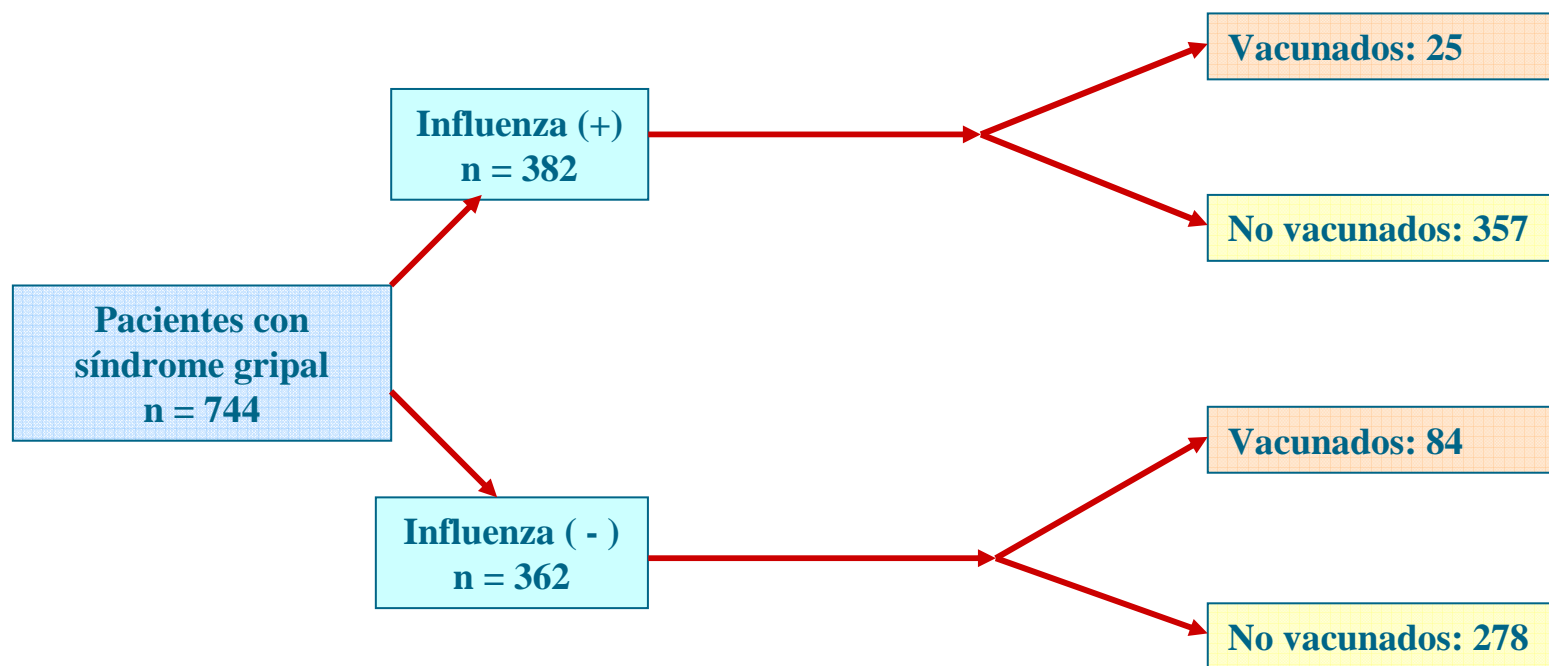 Vacunados: 25
Influenza (+)
n = 382
No vacunados: 357
Pacientes con
síndrome gripal
n = 744
Vacunados: 84
Influenza ( - )
n = 362
No vacunados: 278